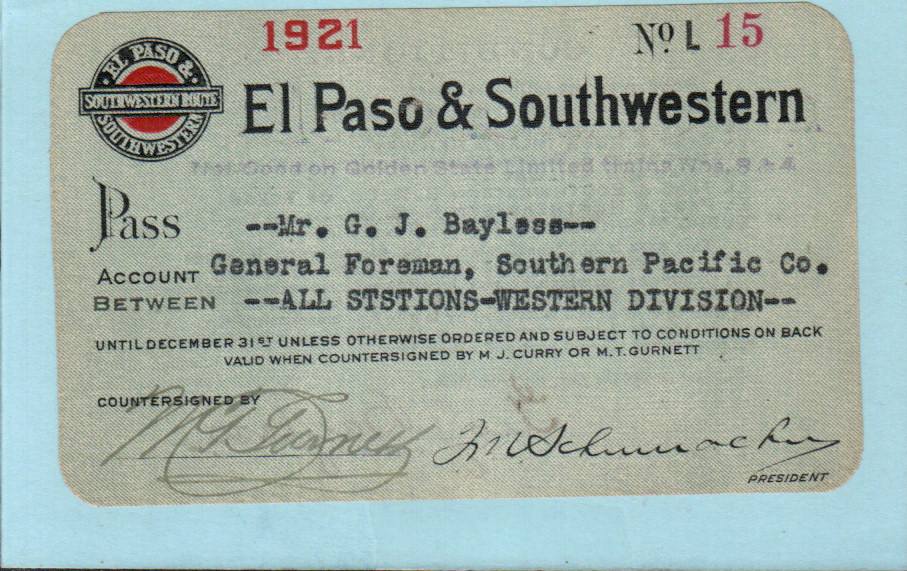 1921
Nº L 15
EL PASO &
SOUTHWESTERN ROUTE
SOUTHWESTERN
El Paso & Southwestern
Not Good on Golden State Limited trains Nos. 3 & 4
Pass --Mr. G. J. Bayless--
ACCOUNT General Foreman, Southern Pacific Co.
BETWEEN --ALL STSTIONS-WESTERN DIVISION--
UNTIL DECEMBER 31ST UNLESS OTHERWISE ORDERED AND SUBJECT TO CONDITIONS ON BACK
VALID WHEN COUNTERSIGNED BY M J. CURRY OR M.T. GURNETT
COUNTERSIGNED BY
M T Gurnett
PRESIDENT